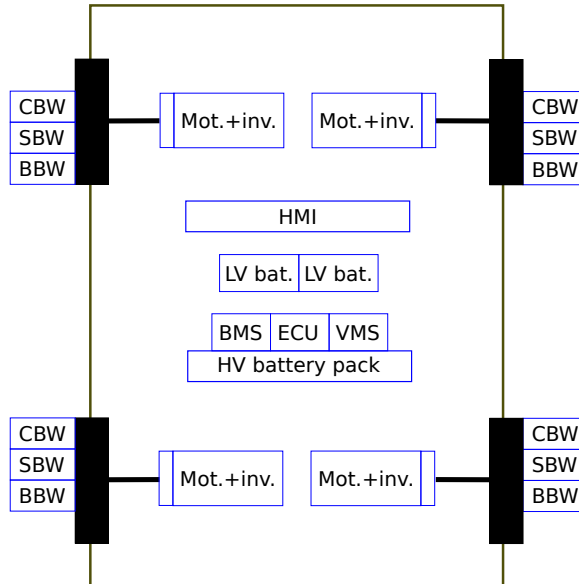 CBW
SBW
BBW
Mot.+inv.
Mot.+inv.
CBW
SBW
BBW
HMI
LV bat. LV bat.
BMS ECU VMS
HV battery pack
CBW
SBW
BBW
Mot.+inv.
Mot.+inv.
CBW
SBW
BBW